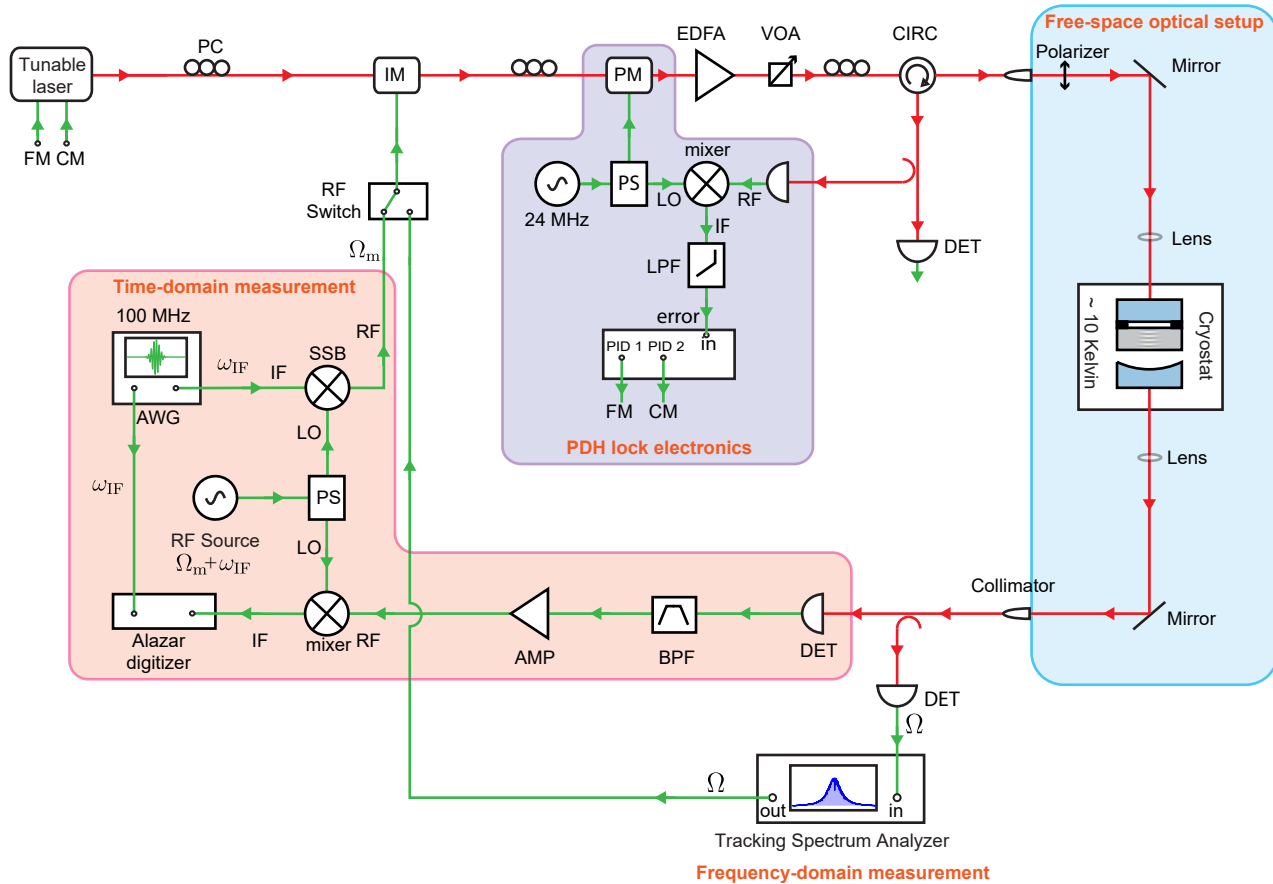 Free-space optical setup
PC
EDFA
VOA
CIRC
Polarizer
Mirror
Tunable
laser
IM
PM
FM CM
mixer
RF
Switch
PS
LO
RF
24 MHz
IF
DET
Lens
Ωm
LPF
Time-domain measurement
100 MHz
error
in
~ 10 Kelvin
Cryostat
RF
SSB
PID 1
PID 2
ωIF
IF
AWG
FM
CM
LO
PDH lock electronics
Lens
ωIF
PS
RF Source
Ωm+ωIF
LO
Collimator
Mirror
IF
mixer
RF
Alazar
digitizer
AMP
BPF
DET
DET
Ω
Ω
out
in
Tracking Spectrum Analyzer
Frequency-domain measurement